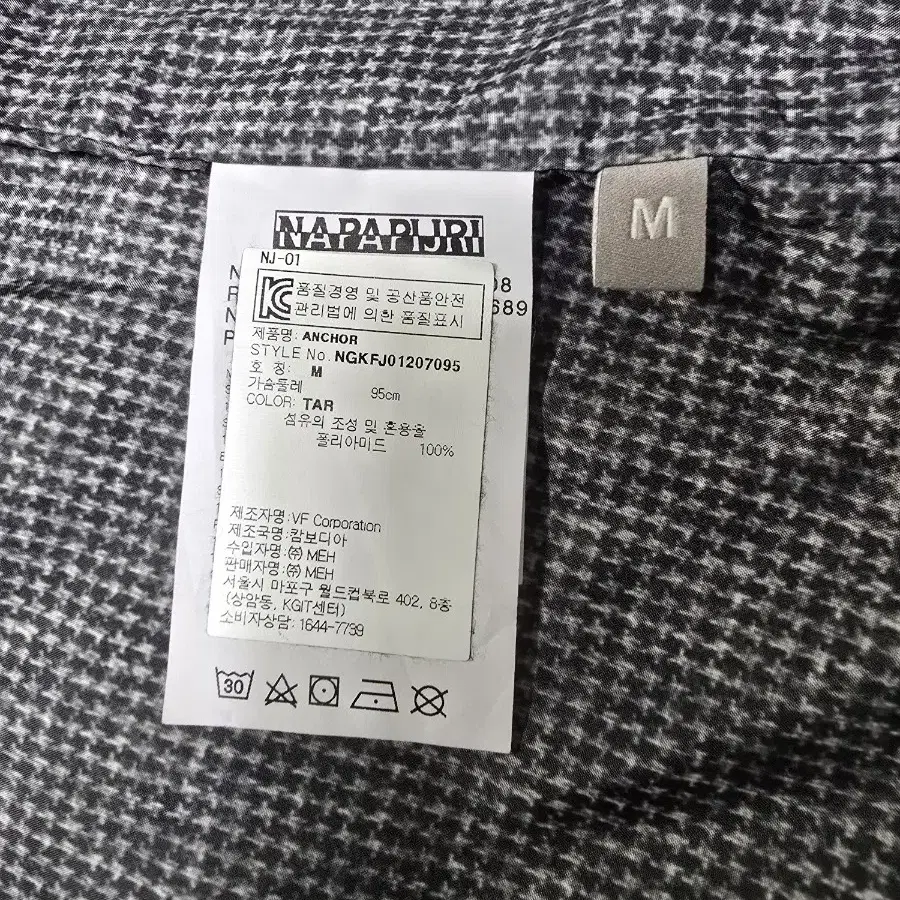 NAPAPIJRI
M
NJ-01
08
689
품질경영 및 공산품안전
관리법에 의한 품질표시
제품명: ANCHOR
STYLE No. NGKFJ01207095
호 칭: M
가슴둘레 95cm
COLOR: TAR
섬유의 조성 및 혼용율
폴리아미드 100%
제조자명:VF Corporation
제조국명:캄보디아
수입자명:㈜ MEH
판매자명:㈜ MEH
서울시 마포구 월드컵북로 402, 8층
(상암동, KGIT센터)
소비자상담: 1644-7739
30